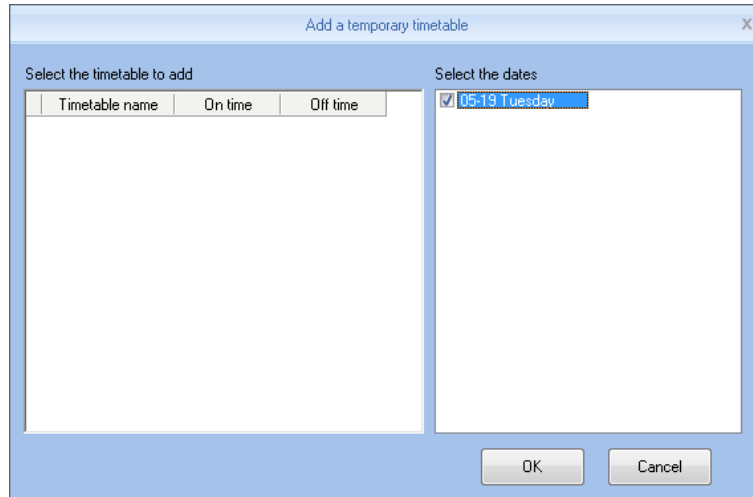 Add a temporary timetable
X
Select the timetable to add
Select the dates
Timetable name On time Off time
05-19 Tuesday
OK Cancel